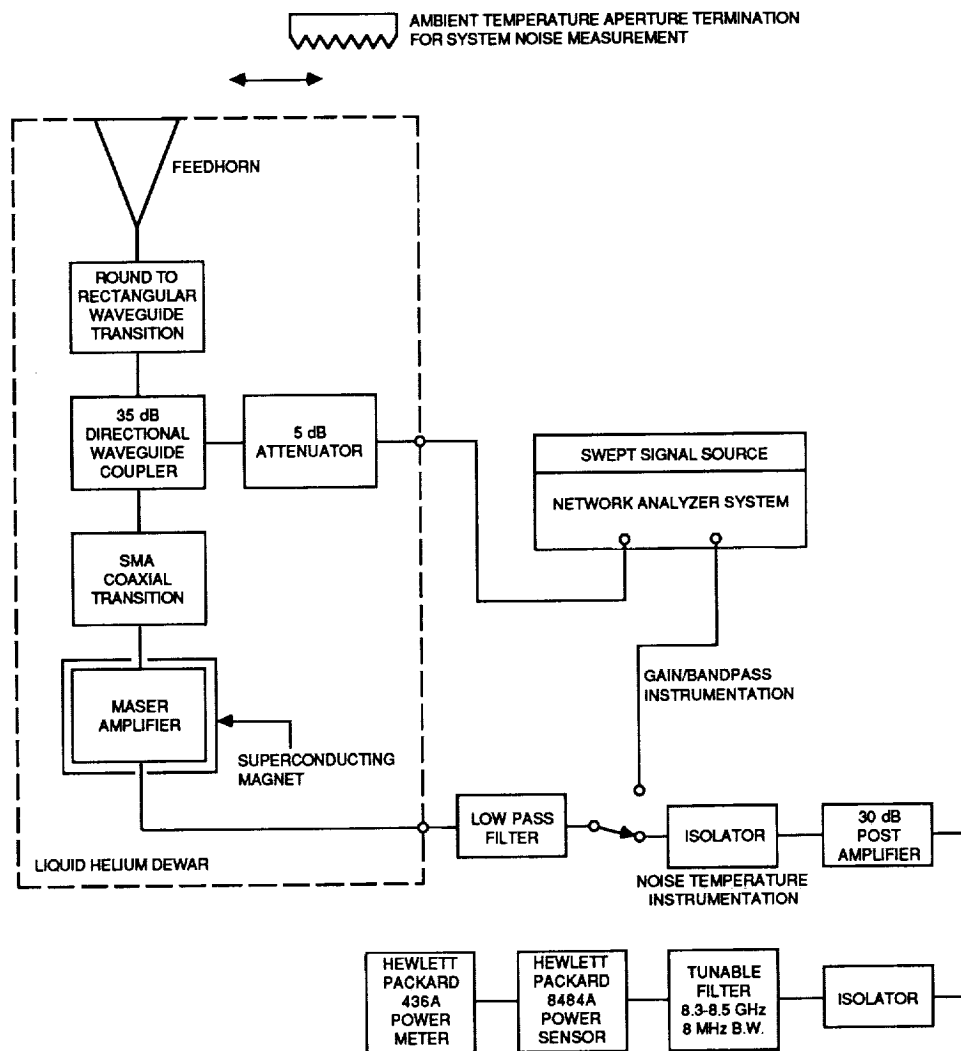 AMBIENT TEMPERATURE APERTURE TERMINATION
FOR SYSTEM NOISE MEASUREMENT
FEEDHORN
ROUND TO
RECTANGULAR
WAVEGUIDE
TRANSITION
35 dB
DIRECTIONAL
WAVEGUIDE
COUPLER
5 dB
ATTENUATOR
SWEPT SIGNAL SOURCE
NETWORK ANALYZER SYSTEM
SMA
COAXIAL
TRANSITION
MASER
AMPLIFIER
SUPERCONDUCTING
MAGNET
GAIN/BANDPASS
INSTRUMENTATION
LIQUID HELIUM DEWAR
LOW PASS
FILTER
ISOLATOR
NOISE TEMPERATURE
INSTRUMENTATION
30 dB
POST
AMPLIFIER
HEWLETT
PACKARD
436A
POWER
METER
HEWLETT
PACKARD
8484A
POWER
SENSOR
TUNABLE
FILTER
8.3-8.5 GHz
8 MHz B.W.
ISOLATOR